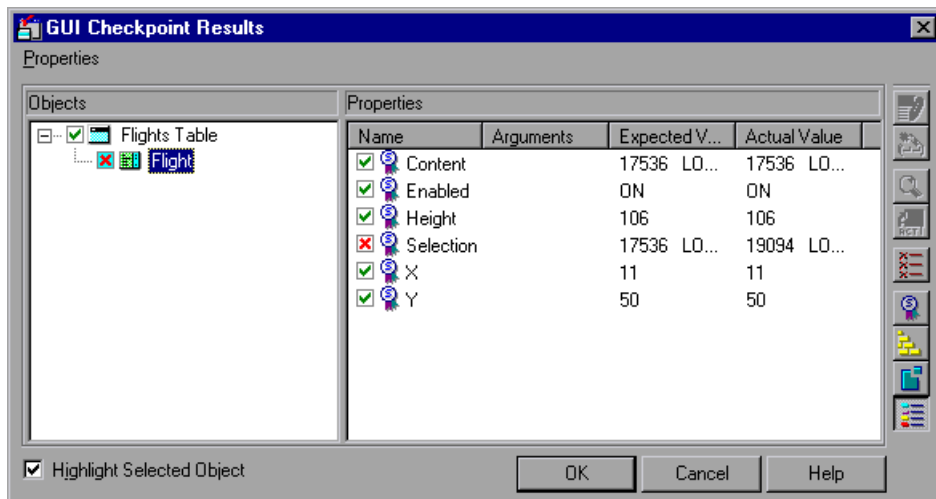 GUI Checkpoint Results
Properties
Objects
Properties
Flights Table
Flight
Name Arguments Expected V... Actual Value
Content 17536 LO... 17536 LO...
Enabled ON ON
Height 106 106
Selection 17536 LO... 19094 LO...
X 11 11
Y 50 50
Highlight Selected Object
OK Cancel Help